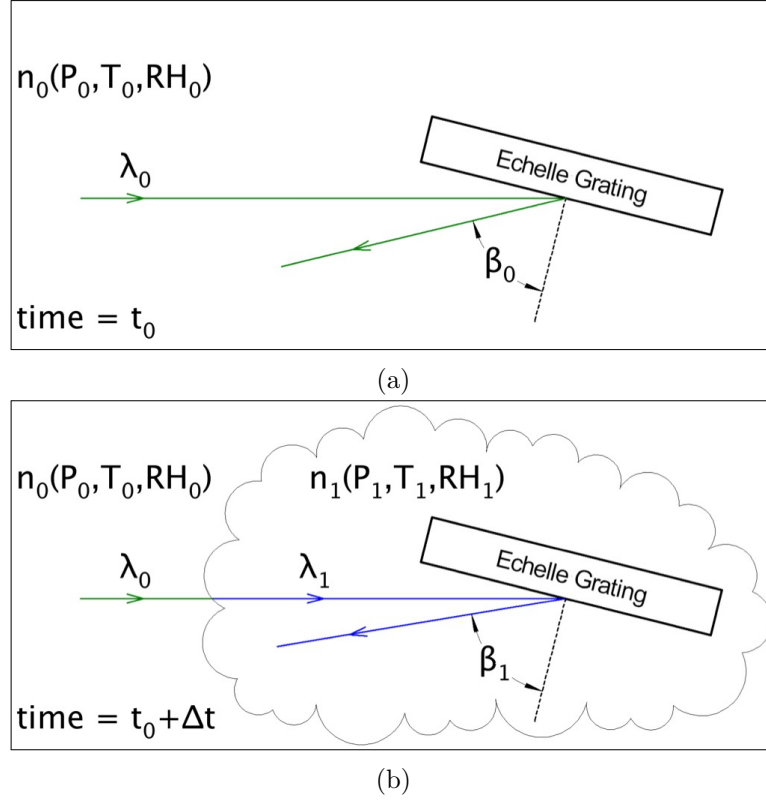 n₀(P₀,T₀,RH₀)
λ₀
Echelle Grating
β₀
time = t₀
(a)
n₀(P₀,T₀,RH₀) n₁(P₁,T₁,RH₁)
λ₀ λ₁
Echelle Grating
β₁
time = t₀+Δt
(b)